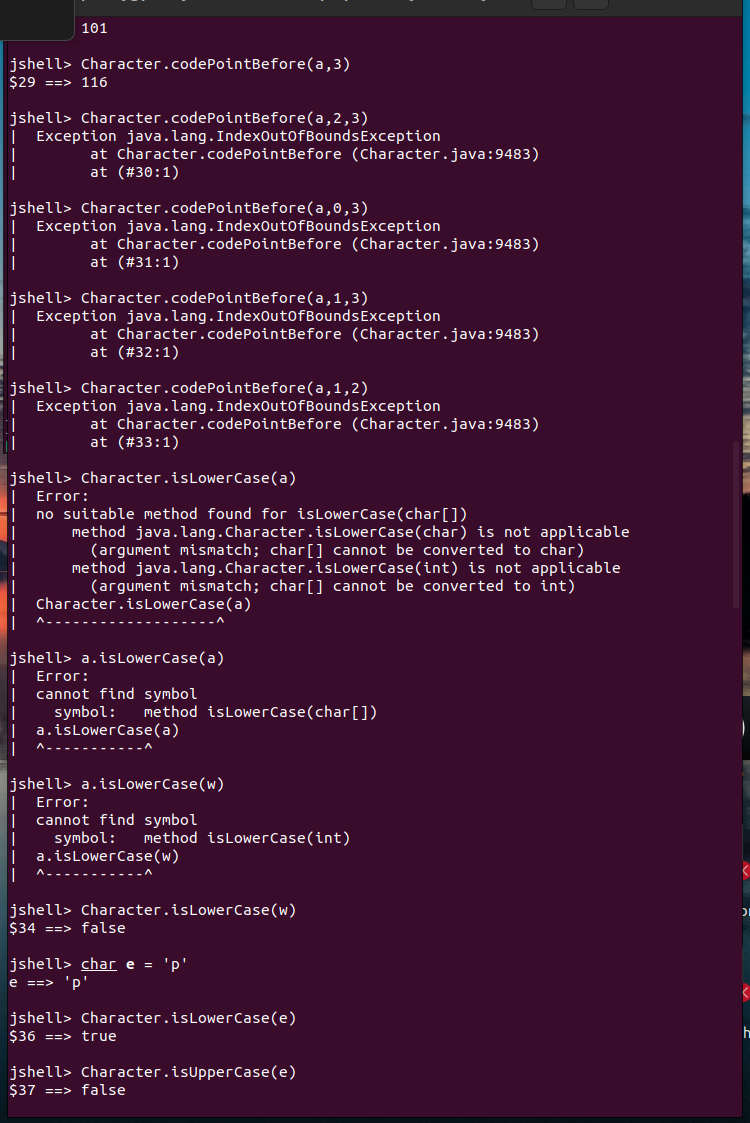 101
jshell> Character.codePointBefore(a,3)
$29 ==> 116
jshell> Character.codePointBefore(a,2,3)
|  Exception java.lang.IndexOutOfBoundsException
|        at Character.codePointBefore (Character.java:9483)
|        at (#30:1)
jshell> Character.codePointBefore(a,0,3)
|  Exception java.lang.IndexOutOfBoundsException
|        at Character.codePointBefore (Character.java:9483)
|        at (#31:1)
jshell> Character.codePointBefore(a,1,3)
|  Exception java.lang.IndexOutOfBoundsException
|        at Character.codePointBefore (Character.java:9483)
|        at (#32:1)
jshell> Character.codePointBefore(a,1,2)
|  Exception java.lang.IndexOutOfBoundsException
|        at Character.codePointBefore (Character.java:9483)
|        at (#33:1)
jshell> Character.isLowerCase(a)
|  Error:
|  no suitable method found for isLowerCase(char[])
|      method java.lang.Character.isLowerCase(char) is not applicable
|        (argument mismatch; char[] cannot be converted to char)
|      method java.lang.Character.isLowerCase(int) is not applicable
|        (argument mismatch; char[] cannot be converted to int)
|  Character.isLowerCase(a)
|  ^-------------------^
jshell> a.isLowerCase(a)
|  Error:
|  cannot find symbol
|    symbol:   method isLowerCase(char[])
|  a.isLowerCase(a)
|  ^-----------^
jshell> a.isLowerCase(w)
|  Error:
|  cannot find symbol
|    symbol:   method isLowerCase(int)
|  a.isLowerCase(w)
|  ^-----------^
jshell> Character.isLowerCase(w)
$34 ==> false
jshell> char e = 'p'
e ==> 'p'
jshell> Character.isLowerCase(e)
$36 ==> true
jshell> Character.isUpperCase(e)
$37 ==> false